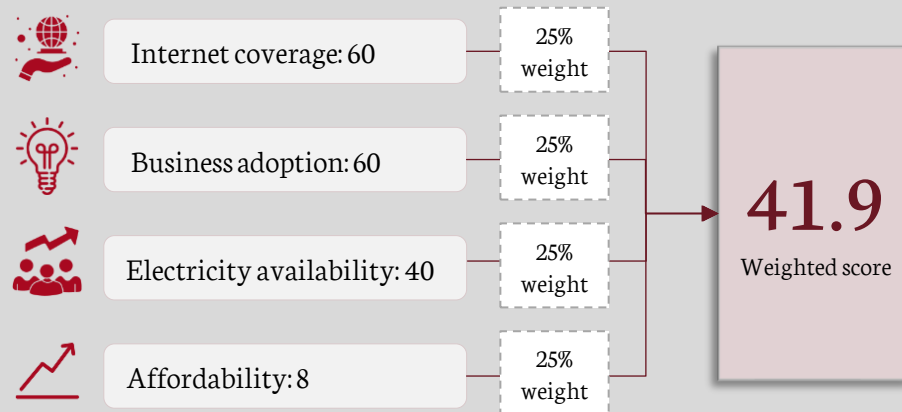 Internet coverage: 60
25%
weight
Business adoption: 60
25%
weight
Electricity availability: 40
25%
weight
Affordability: 8
25%
weight
41.9
Weighted score